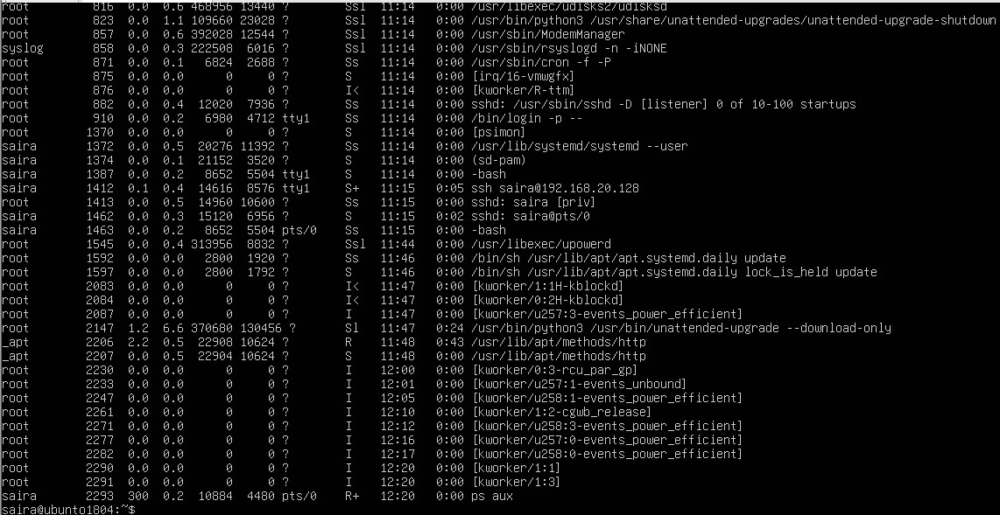 root         816  0.0  0.6 468956 13440 ?        Ssl  11:14   0:00 /usr/libexec/udisks2/udisksd
root         823  0.0  1.1 109660 23028 ?        Ssl  11:14   0:00 /usr/bin/python3 /usr/share/unattended-upgrades/unattended-upgrade-shutdown
root         857  0.0  0.6 392028 12544 ?        Ssl  11:14   0:00 /usr/sbin/ModemManager
syslog       858  0.0  0.3 222508  6016 ?        Ssl  11:14   0:00 /usr/sbin/rsyslogd -n -iNONE
root         871  0.0  0.1   6824  2688 ?        Ss   11:14   0:00 /usr/sbin/cron -f -P
root         875  0.0  0.0      0     0 ?        S    11:14   0:00 [irq/16-vmwgfx]
root         876  0.0  0.0      0     0 ?        I<   11:14   0:00 [kworker/R-ttm]
root         882  0.0  0.4  12020  7936 ?        Ss   11:14   0:00 sshd: /usr/sbin/sshd -D [listener] 0 of 10-100 startups
root         910  0.0  0.2   6980  4712 tty1     Ss   11:14   0:00 /bin/login -p --
root        1370  0.0  0.0      0     0 ?        S    11:14   0:00 [psimon]
saira       1372  0.0  0.5  20276 11392 ?        Ss   11:14   0:00 /usr/lib/systemd/systemd --user
saira       1374  0.0  0.1  21152  3520 ?        S    11:14   0:00 (sd-pam)
saira       1387  0.0  0.2   8652  5504 tty1     S    11:14   0:00 -bash
saira       1412  0.1  0.4  14616  8576 tty1     S+   11:15   0:05 ssh saira@192.168.20.128
root        1413  0.0  0.5  14960 10600 ?        Ss   11:15   0:00 sshd: saira [priv]
saira       1462  0.0  0.3  15120  6956 ?        S    11:15   0:02 sshd: saira@pts/0
saira       1463  0.0  0.2   8652  5504 pts/0    Ss   11:15   0:00 -bash
root        1545  0.0  0.4 313956  8832 ?        Ssl  11:44   0:00 /usr/libexec/upowerd
root        1592  0.0  0.0   2800  1920 ?        Ss   11:46   0:00 /bin/sh /usr/lib/apt/apt.systemd.daily update
root        1597  0.0  0.0   2800  1792 ?        S    11:46   0:00 /bin/sh /usr/lib/apt/apt.systemd.daily lock_is_held update
root        2083  0.0  0.0      0     0 ?        I<   11:47   0:00 [kworker/1:1H-kblockd]
root        2084  0.0  0.0      0     0 ?        I<   11:47   0:00 [kworker/0:2H-kblockd]
root        2087  0.0  0.0      0     0 ?        I    11:47   0:00 [kworker/u257:3-events_power_efficient]
root        2147  1.2  6.6 370680 130456 ?       Sl   11:47   0:24 /usr/bin/python3 /usr/bin/unattended-upgrade --download-only
_apt        2206  2.2  0.5  22908 10624 ?        R    11:48   0:43 /usr/lib/apt/methods/http
_apt        2207  0.0  0.5  22904 10624 ?        S    11:48   0:00 /usr/lib/apt/methods/http
root        2230  0.0  0.0      0     0 ?        I    12:00   0:00 [kworker/0:3-rcu_par_gp]
root        2233  0.0  0.0      0     0 ?        I    12:01   0:00 [kworker/u257:1-events_unbound]
root        2247  0.0  0.0      0     0 ?        I    12:05   0:00 [kworker/u258:1-events_power_efficient]
root        2261  0.0  0.0      0     0 ?        I    12:10   0:00 [kworker/1:2-cgwb_release]
root        2271  0.0  0.0      0     0 ?        I    12:12   0:00 [kworker/u258:3-events_power_efficient]
root        2277  0.0  0.0      0     0 ?        I    12:16   0:00 [kworker/u257:0-events_power_efficient]
root        2282  0.0  0.0      0     0 ?        I    12:17   0:00 [kworker/u258:0-events_power_efficient]
root        2290  0.0  0.0      0     0 ?        I    12:20   0:00 [kworker/1:1]
root        2291  0.0  0.0      0     0 ?        I    12:20   0:00 [kworker/1:3]
saira       2293  300  0.2  10884  4480 pts/0    R+   12:20   0:00 ps aux
saira@ubunto1804:~$